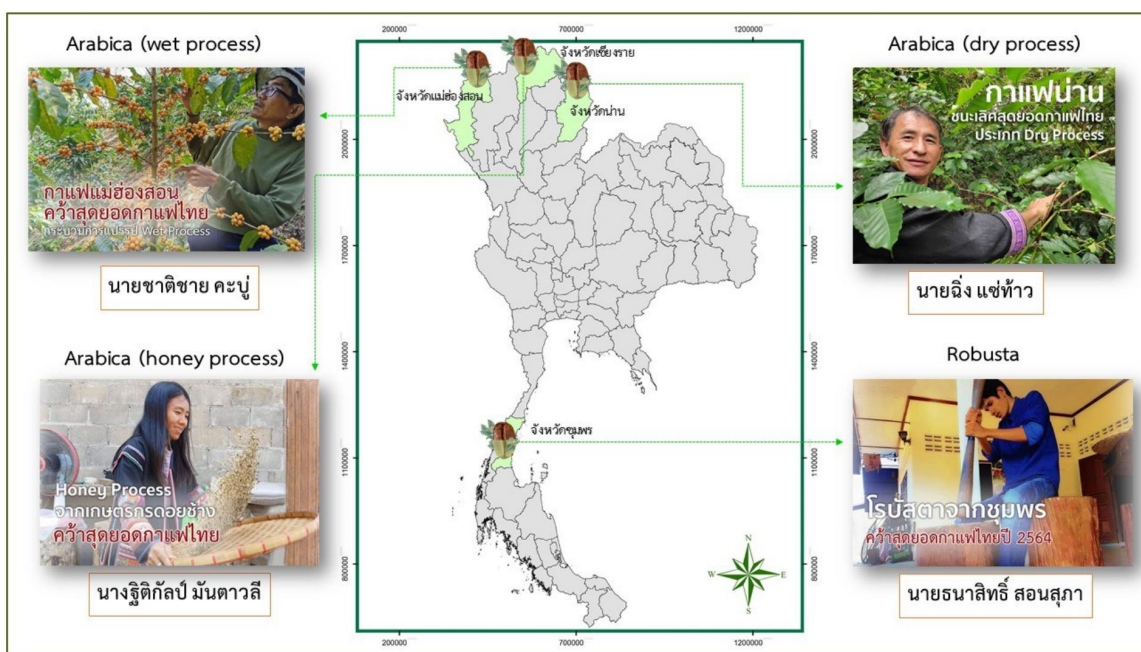 Arabica (wet process)
กาแฟแม่ฮ่องสอน
คว้าสุดยอดกาแฟไทย
กระบวนการแปรรูป Wet Process
นายชาติชาย คะบู่
Arabica (honey process)
Honey Process
จากเกษตรกรดอยช้าง
คว้าสุดยอดกาแฟไทย
นางฐิติกัลป์ มันตาวลี
200000
700000
1200000
จังหวัดเชียงราย
จังหวัดแม่ฮ่องสอน
จังหวัดน่าน
จังหวัดชุมพร
2000000
1700000
1400000
1100000
800000
2000000
1700000
1400000
1100000
800000
N
W
E
S
200000
700000
1200000
Arabica (dry process)
กาแฟน่าน
ชนะเลิศสุดยอดกาแฟไทย
ประเภท Dry Process
นายฉิ่ง แซ่ท้าว
Robusta
โรบัสตาจากชุมพร
คว้าสุดยอดกาแฟไทยปี 2564
นายธนาสิทธิ์ สอนสุภา